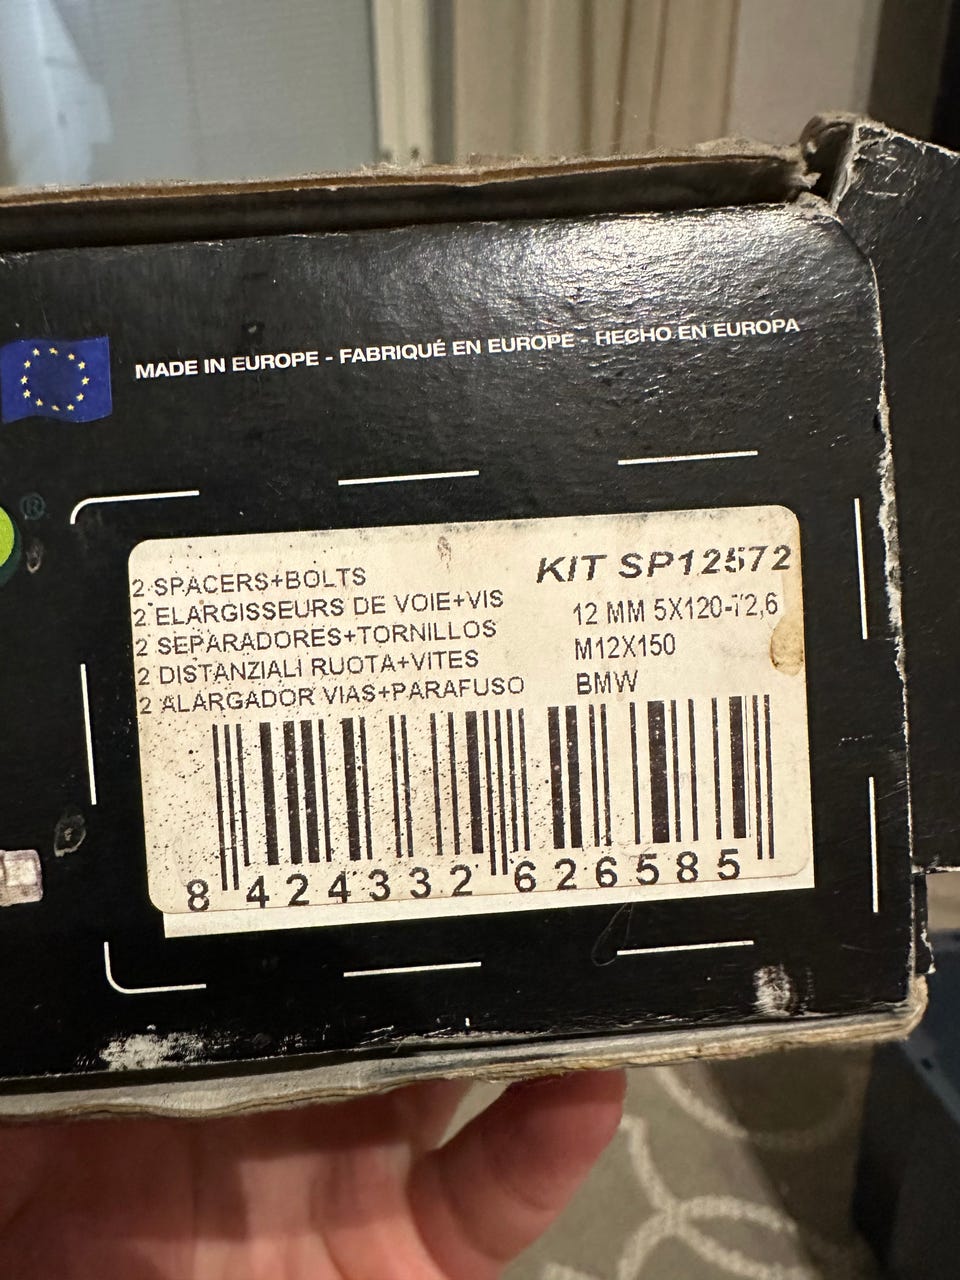 MADE IN EUROPE - FABRIQUÉ EN EUROPE - HECHO EN EUROPA
®
KIT SP12572
2 SPACERS+BOLTS
2 ELARGISSEURS DE VOIE+VIS
2 SEPARADORES+TORNILLOS
2 DISTANZIALI RUOTA+VITES
2 ALARGADOR VIAS+PARAFUSO
12 MM 5X120-72,6
M12X150
BMW
8 424332 626585